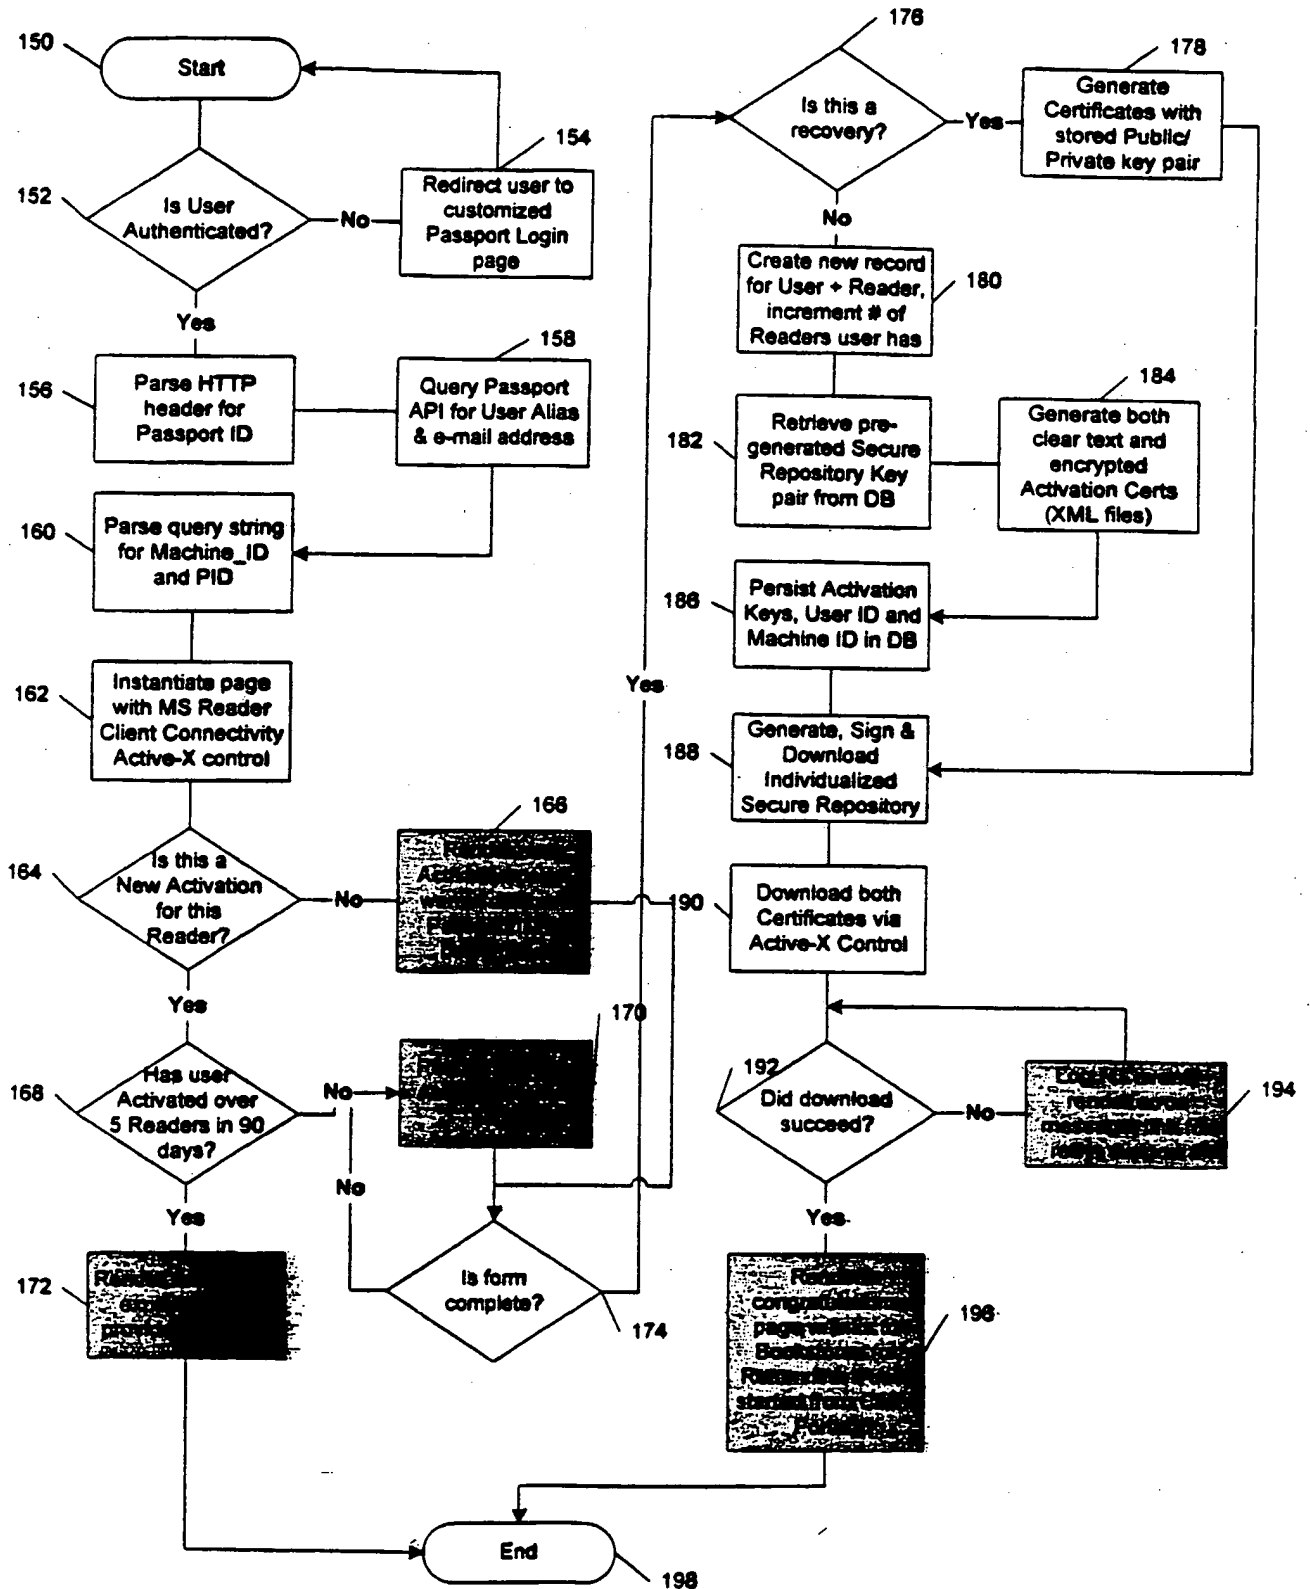 150
Start
152
Is User
Authenticated?
No
154
Redirect user to
customized
Passport Login
page
Yes
156
Parse HTTP
header for
Passport ID
158
Query Passport
API for User Alias
& e-mail address
160
Parse query string
for Machine_ID
and PID
162
Instantiate page
with MS Reader
Client Connectivity
Active-X control
164
Is this a
New Activation
for this
Reader?
No
166
Yes
168
Has user
Activated over
5 Readers in 90
days?
No
170
No
Yes
172
Is form
complete?
174
Yes
176
Is this a
recovery?
Yes
178
Generate
Certificates with
stored Public/
Private key pair
No
180
Create new record
for User + Reader,
increment # of
Readers user has
182
Retrieve pre-
generated Secure
Repository Key
pair from DB
184
Generate both
clear text and
encrypted
Activation Certs
(XML files)
186
Persist Activation
Keys, User ID and
Machine ID in DB
188
Generate, Sign &
Download
Individualized
Secure Repository
190
Download both
Certificates via
Active-X Control
192
Did download
succeed?
No
194
Yes
196
started from
End
198